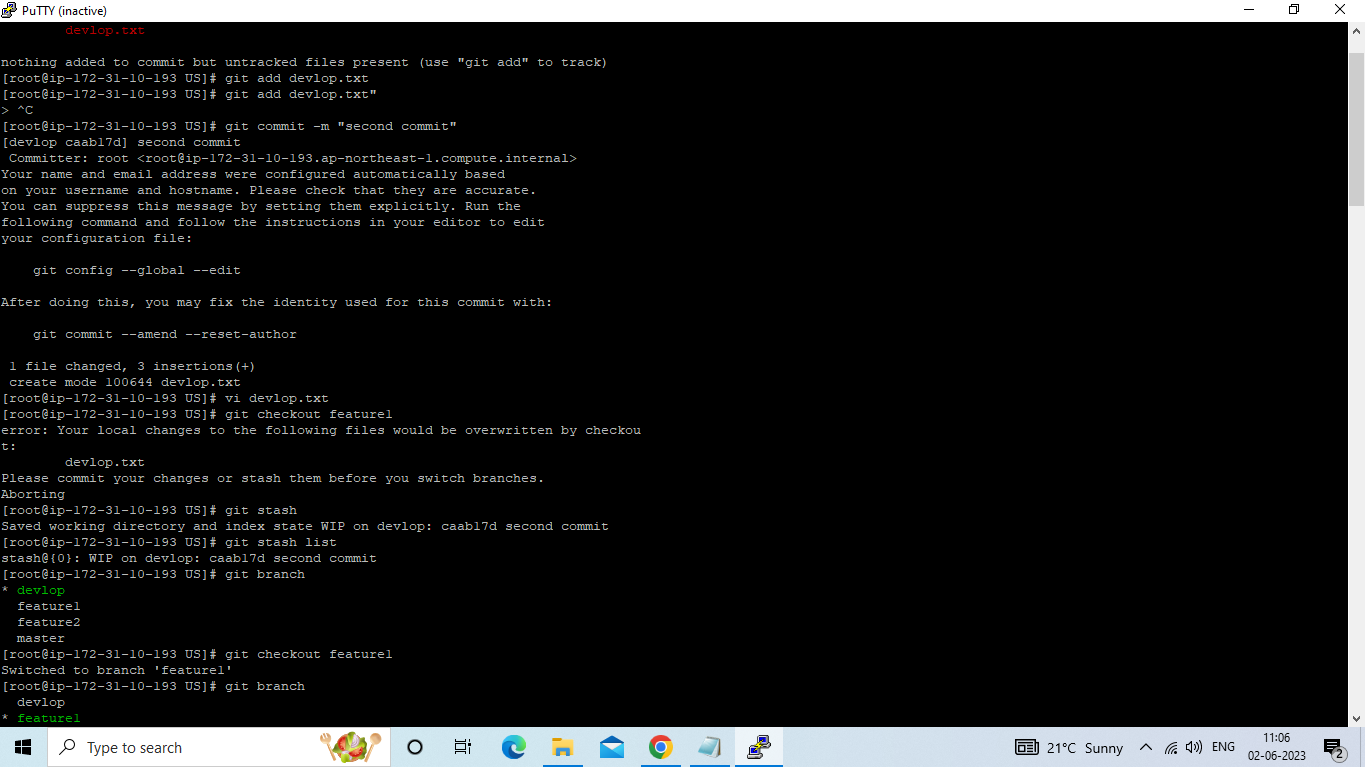 PuTTY (inactive)
devlop.txt
nothing added to commit but untracked files present (use "git add" to track)
[root@ip-172-31-10-193 US]# git add devlop.txt
[root@ip-172-31-10-193 US]# git add devlop.txt"
> ^C
[root@ip-172-31-10-193 US]# git commit -m "second commit"
[devlop caab17d] second commit
 Committer: root <root@ip-172-31-10-193.ap-northeast-1.compute.internal>
Your name and email address were configured automatically based
on your username and hostname. Please check that they are accurate.
You can suppress this message by setting them explicitly. Run the
following command and follow the instructions in your editor to edit
your configuration file:
    git config --global --edit
After doing this, you may fix the identity used for this commit with:
    git commit --amend --reset-author
 1 file changed, 3 insertions(+)
 create mode 100644 devlop.txt
[root@ip-172-31-10-193 US]# vi devlop.txt
[root@ip-172-31-10-193 US]# git checkout feature1
error: Your local changes to the following files would be overwritten by checkou
t:
        devlop.txt
Please commit your changes or stash them before you switch branches.
Aborting
[root@ip-172-31-10-193 US]# git stash
Saved working directory and index state WIP on devlop: caab17d second commit
[root@ip-172-31-10-193 US]# git stash list
stash@{0}: WIP on devlop: caab17d second commit
[root@ip-172-31-10-193 US]# git branch
* devlop
  feature1
  feature2
  master
[root@ip-172-31-10-193 US]# git checkout feature1
Switched to branch 'feature1'
[root@ip-172-31-10-193 US]# git branch
  devlop
* feature1
Type to search
21°C Sunny
ENG
11:06
02-06-2023
2